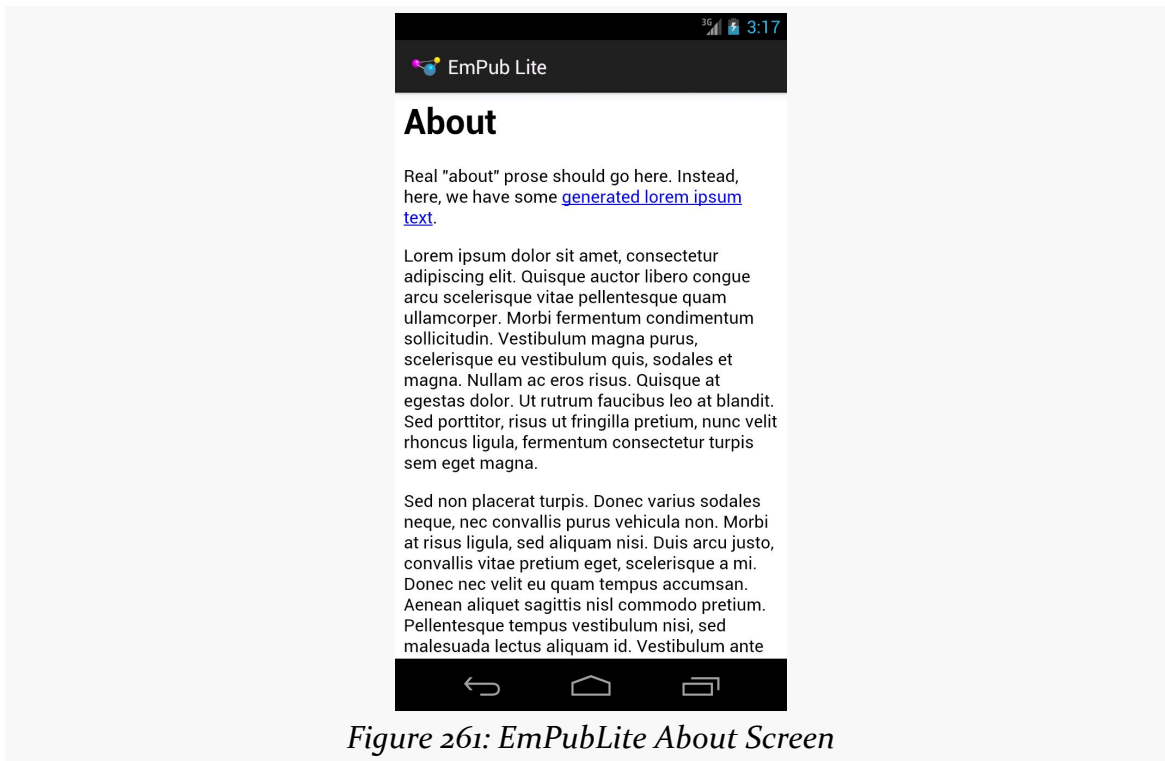 3G 3:17
EmPub Lite
About
Real "about" prose should go here. Instead,
here, we have some generated lorem ipsum
text.
Lorem ipsum dolor sit amet, consectetur
adipiscing elit. Quisque auctor libero congue
arcu scelerisque vitae pellentesque quam
ullamcorper. Morbi fermentum condimentum
sollicitudin. Vestibulum magna purus,
scelerisque eu vestibulum quis, sodales et
magna. Nullam ac eros risus. Quisque at
egestas dolor. Ut rutrum faucibus leo at blandit.
Sed porttitor, risus ut fringilla pretium, nunc velit
rhoncus ligula, fermentum consectetur turpis
sem eget magna.
Sed non placerat turpis. Donec varius sodales
neque, nec convallis purus vehicula non. Morbi
at risus ligula, sed aliquam nisi. Duis arcu justo,
convallis vitae pretium eget, scelerisque a mi.
Donec nec velit eu quam tempus accumsan.
Aenean aliquet sagittis nisl commodo pretium.
Pellentesque tempus vestibulum nisi, sed
malesuada lectus aliquam id. Vestibulum ante
Figure 261: EmPubLite About Screen